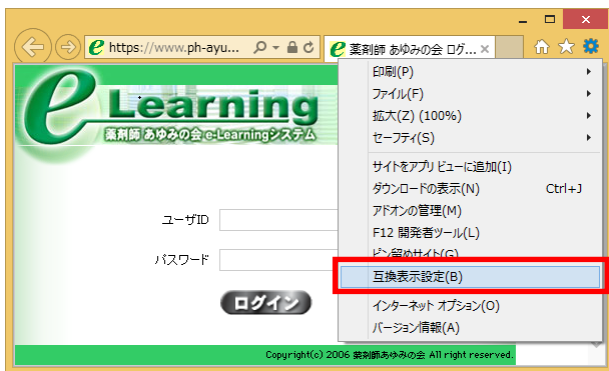 https://www.ph-ayu...
薬剤師 あゆみの会 ログ...
e Learning
薬剤師 あゆみの会 e-Learningシステム
ユーザID
パスワード
ログイン
印刷(P)
ファイル(F)
拡大(Z) (100%)
セーフティ(S)
サイトをアプリ ビューに追加(I)
ダウンロードの表示(N) Ctrl+J
アドオンの管理(M)
F12 開発者ツール(L)
ピン留めサイト(G)
互換表示設定(B)
インターネット オプション(O)
バージョン情報(A)
Copyright(c) 2006 薬剤師あゆみの会 All right reserved.